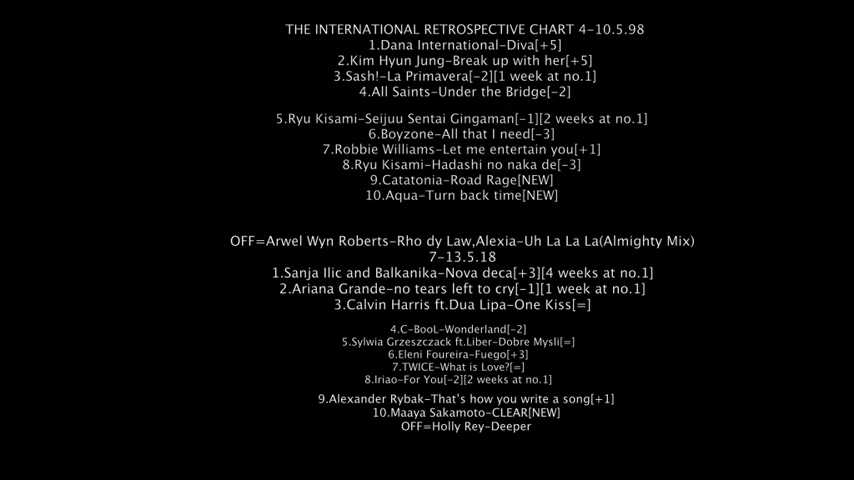 THE INTERNATIONAL RETROSPECTIVE CHART 4-10.5.98
1.Dana International-Diva[+5]
2.Kim Hyun Jung-Break up with her[+5]
3.Sash!-La Primavera[-2][1 week at no.1]
4.All Saints-Under the Bridge[-2]
5.Ryu Kisami-Seijuu Sentai Gingaman[-1][2 weeks at no.1]
6.Boyzone-All that I need[-3]
7.Robbie Williams-Let me entertain you[+1]
8.Ryu Kisami-Hadashi no naka de[-3]
9.Catatonia-Road Rage[NEW]
10.Aqua-Turn back time[NEW]
OFF=Arwel Wyn Roberts-Rho dy Law,Alexia-Uh La La La(Almighty Mix)
7-13.5.18
1.Sanja Ilic and Balkanika-Nova deca[+3][4 weeks at no.1]
2.Ariana Grande-no tears left to cry[-1][1 week at no.1]
3.Calvin Harris ft.Dua Lipa-One Kiss[=]
4.C-BooL-Wonderland[-2]
5.Sylwia Grzeszczack ft.Liber-Dobre Mysli[=]
6.Eleni Foureira-Fuego[+3]
7.TWICE-What is Love?[=]
8.Iriao-For You[-2][2 weeks at no.1]
9.Alexander Rybak-That's how you write a song[+1]
10.Maaya Sakamoto-CLEAR[NEW]
OFF=Holly Rey-Deeper